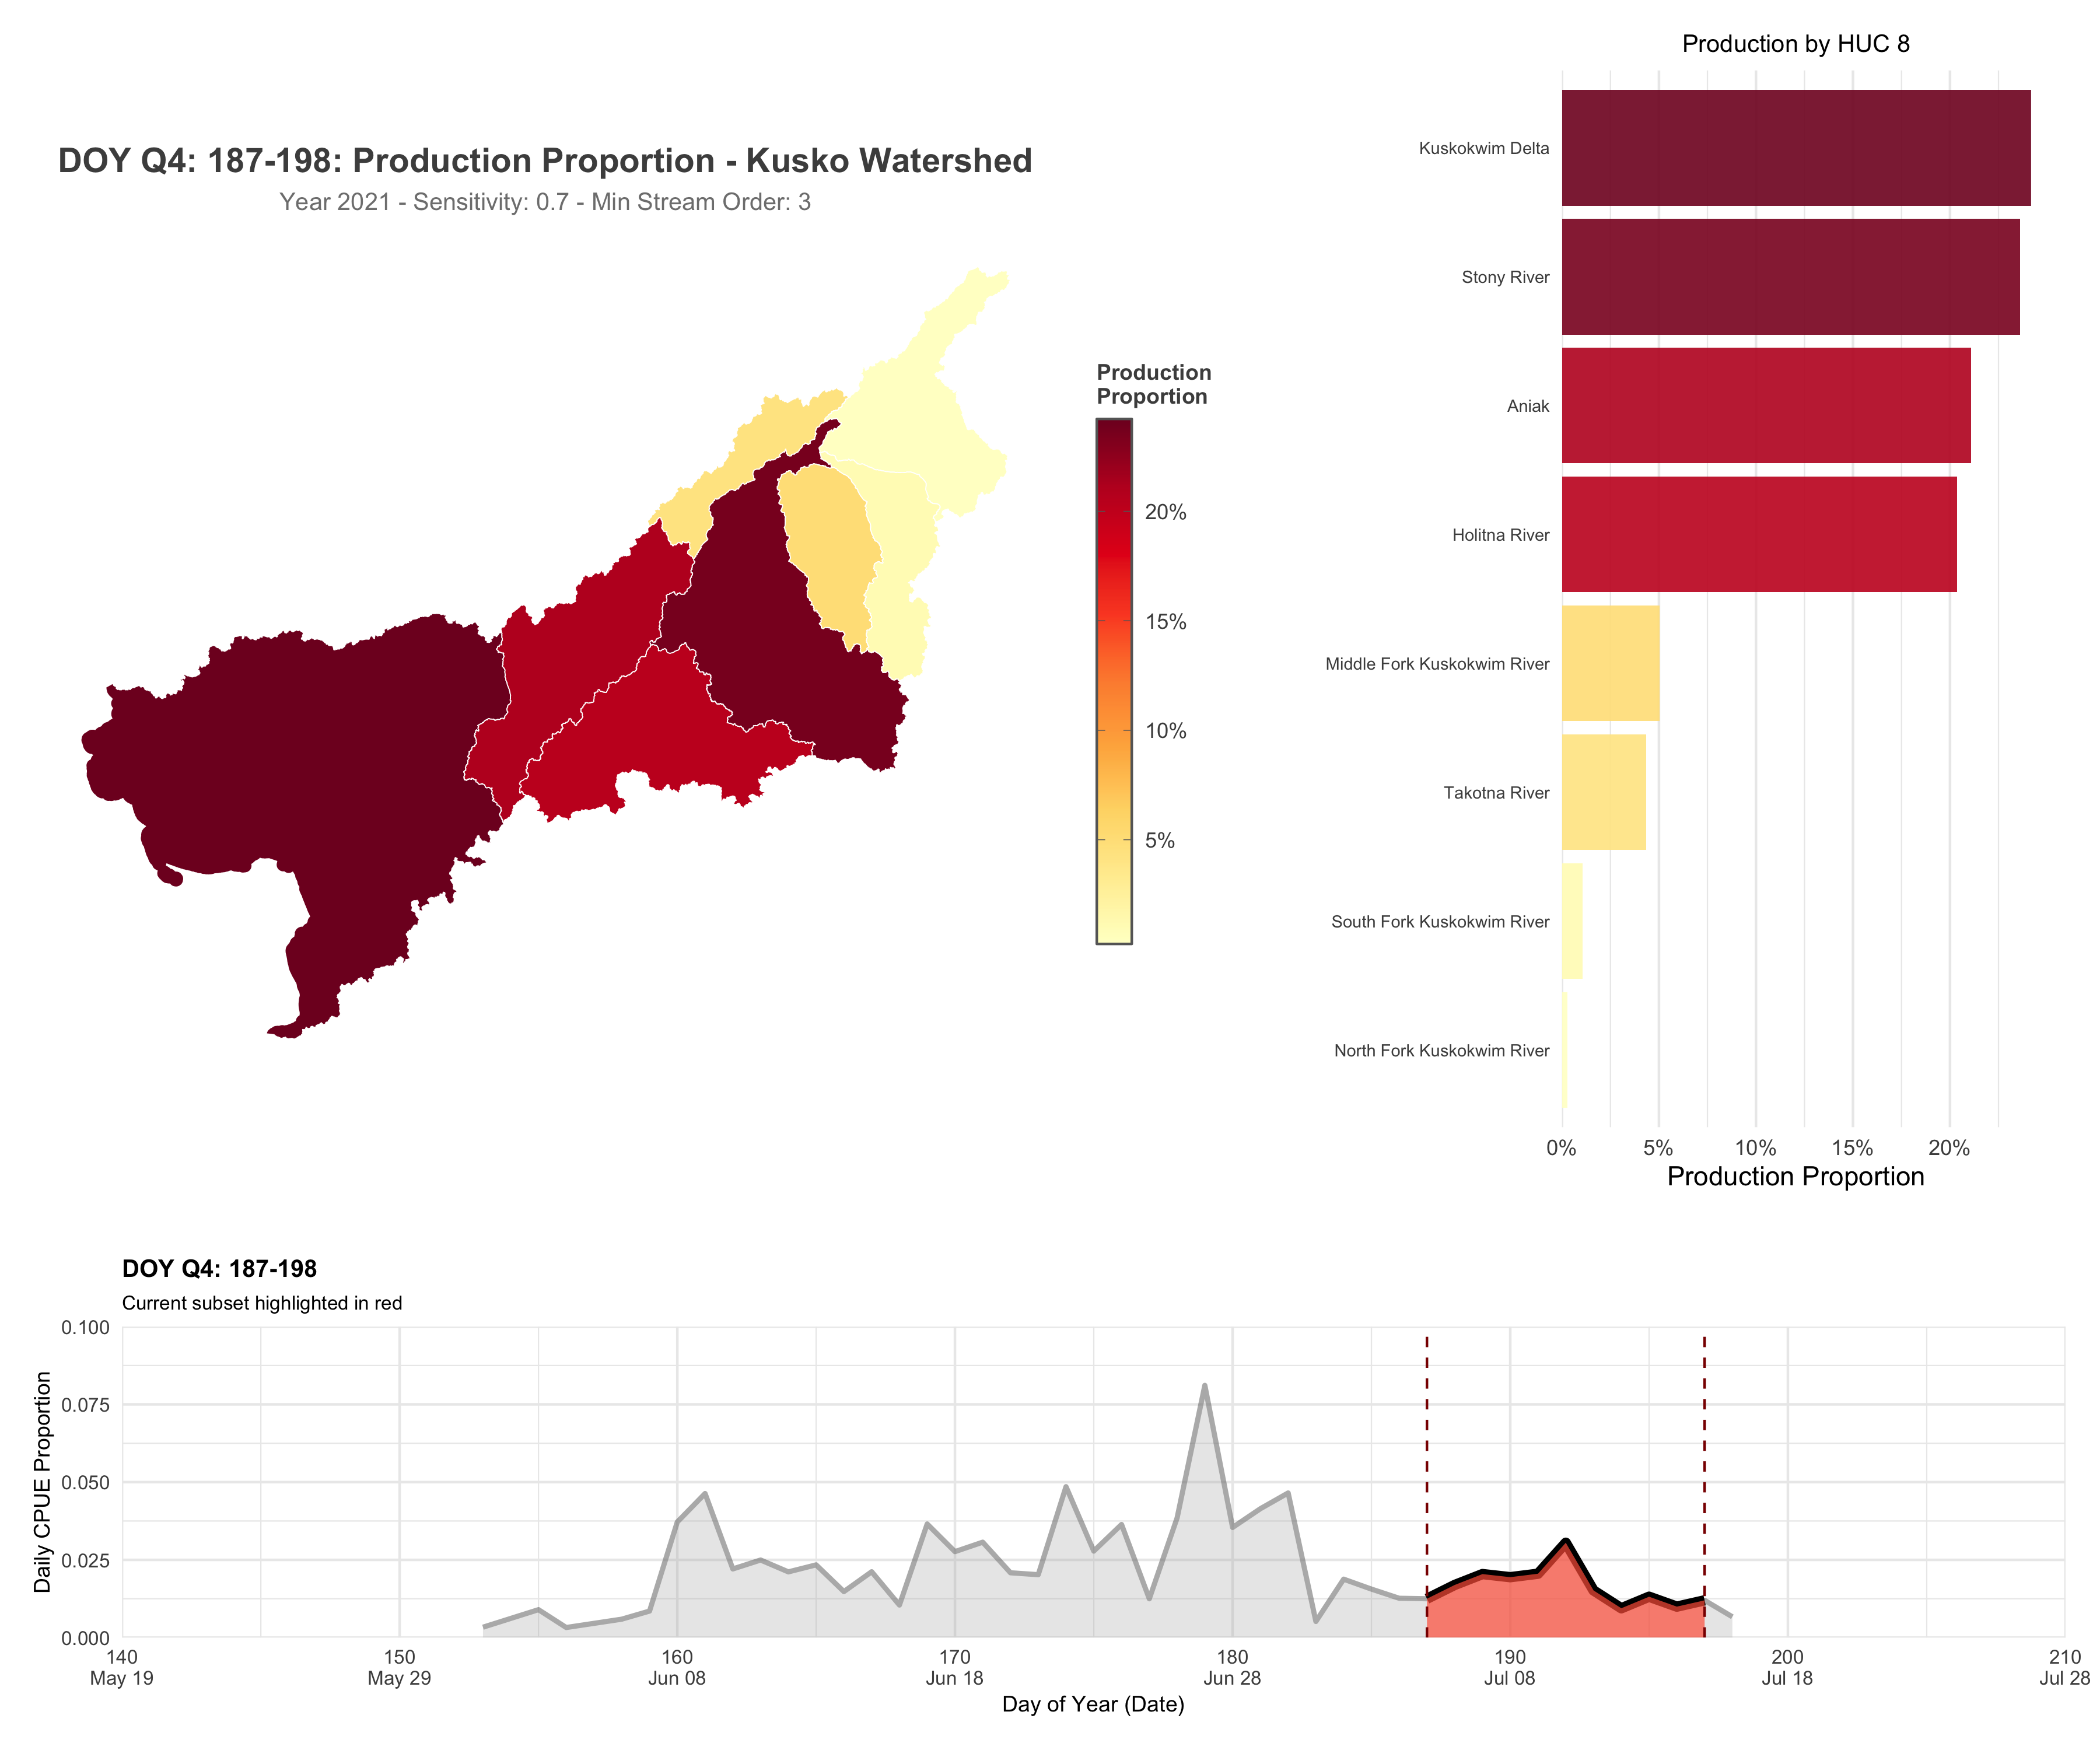 DOY Q4: 187-198: Production Proportion - Kusko Watershed
Year 2021 - Sensitivity: 0.7 - Min Stream Order: 3
Production
Proportion
20%
15%
10%
5%
Production by HUC 8
Kuskokwim Delta
Stony River
Aniak
Holitna River
Middle Fork Kuskokwim River
Takotna River
South Fork Kuskokwim River
North Fork Kuskokwim River
0% 5% 10% 15% 20%
Production Proportion
DOY Q4: 187-198
Current subset highlighted in red
Daily CPUE Proportion
0.100
0.075
0.050
0.025
0.000
140 150 160 170 180 190 200 210
May 19 May 29 Jun 08 Jun 18 Jun 28 Jul 08 Jul 18 Jul 28
Day of Year (Date)